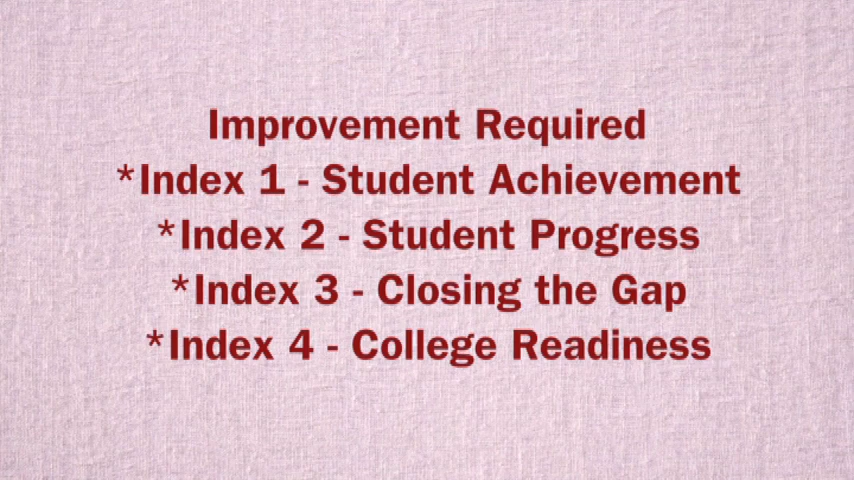 Improvement Required
*Index 1 - Student Achievement
*Index 2 - Student Progress
*Index 3 - Closing the Gap
*Index 4 - College Readiness